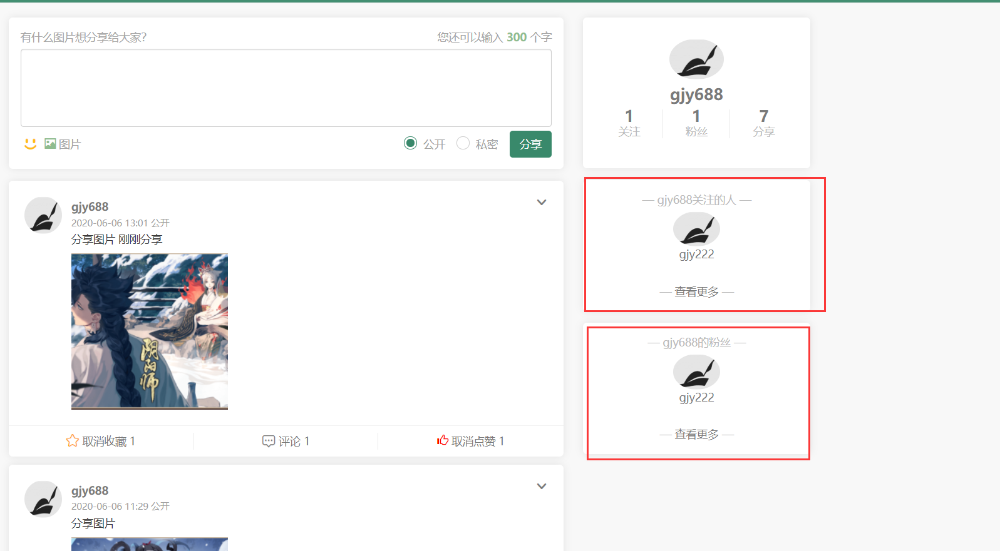 有什么图片想分享给大家?
您还可以输入 300 个字
图片
公开
私密
分享
gjy688
2020-06-06 13:01 公开
分享图片 刚刚分享
阴阳师
取消收藏 1
评论 1
取消点赞 1
gjy688
2020-06-06 11:29 公开
分享图片
gjy688
1
关注
1
粉丝
7
分享
— gjy688关注的人 —
gjy222
— 查看更多 —
— gjy688的粉丝 —
gjy222
— 查看更多 —